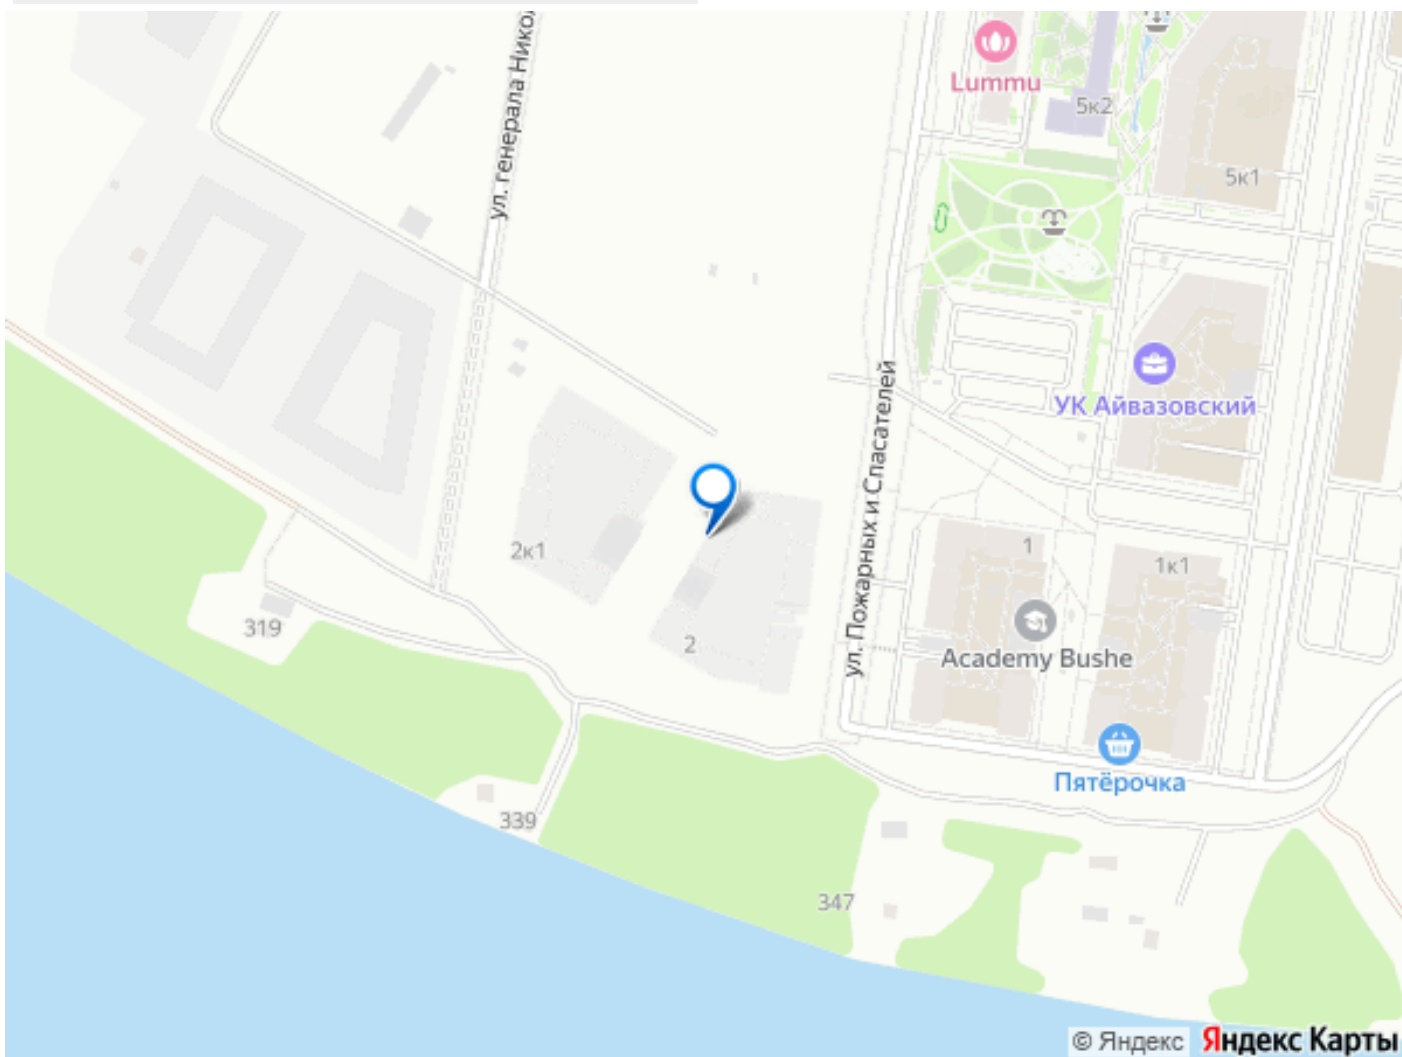 ул. генерала Нико
Lummu
5к2
5к1
УК Айвазовский
ул. Пожарных и Спасателей
2к1
1
1к1
319
2
Academy Bushe
Пятёрочка
339
347
© Яндекс Яндекс Карты